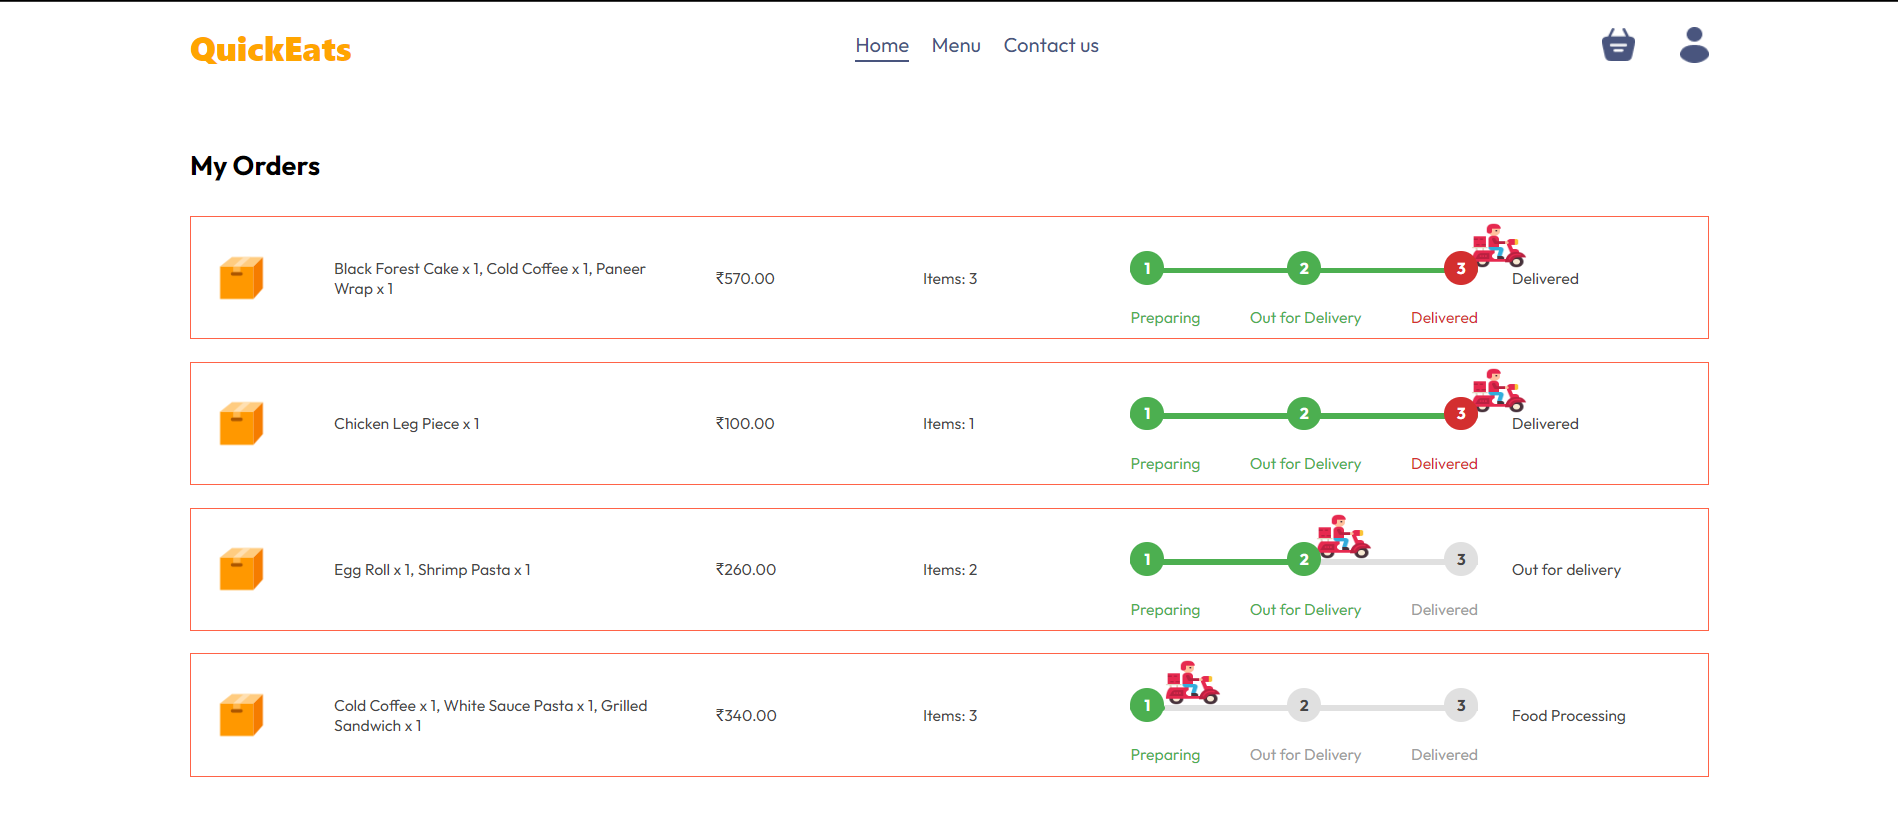 QuickEats
Home Menu Contact us
My Orders
Black Forest Cake x 1, Cold Coffee x 1, Paneer
Wrap x 1
₹570.00
Items: 3
1 2 3
Preparing Out for Delivery Delivered
Delivered
Chicken Leg Piece x 1
₹100.00
Items: 1
1 2 3
Preparing Out for Delivery Delivered
Delivered
Egg Roll x 1, Shrimp Pasta x 1
₹260.00
Items: 2
1 2 3
Preparing Out for Delivery Delivered
Out for delivery
Cold Coffee x 1, White Sauce Pasta x 1, Grilled
Sandwich x 1
₹340.00
Items: 3
1 2 3
Preparing Out for Delivery Delivered
Food Processing